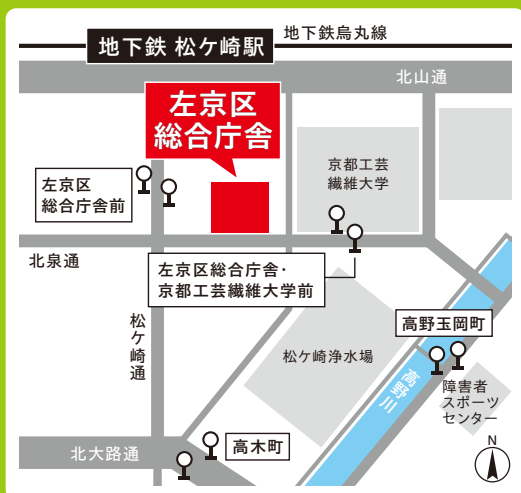 地下鉄烏丸線
地下鉄 松ケ崎駅
北山通
左京区
総合庁舎
京都工芸
繊維大学
左京区
総合庁舎前
北泉通
左京区総合庁舎・
京都工芸繊維大学前
松ケ崎通
高野玉岡町
松ケ崎浄水場
高野川
障害者
スポーツ
センター
高木町
北大路通
N